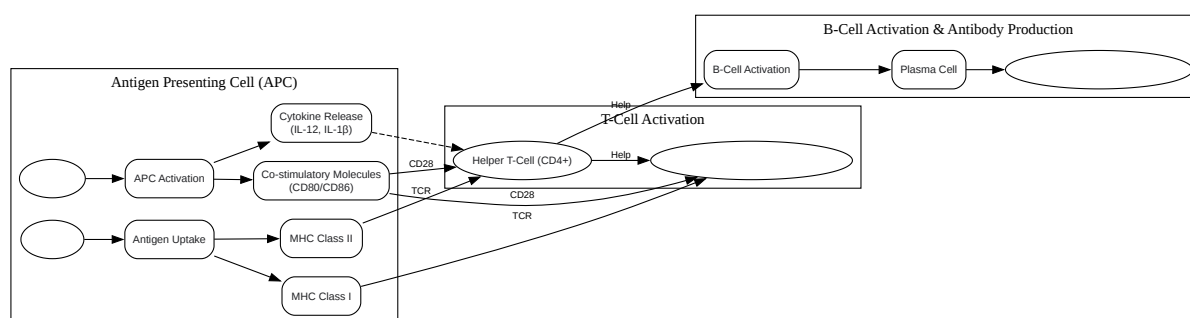 B-Cell Activation & Antibody Production
B-Cell Activation
Plasma Cell
Antigen Presenting Cell (APC)
Cytokine Release
(IL-12, IL-1β)
APC Activation
Co-stimulatory Molecules
(CD80/CD86)
Antigen Uptake
MHC Class II
MHC Class I
T-Cell Activation
Helper T-Cell (CD4+)
Help
Help
CD28
TCR
CD28
TCR